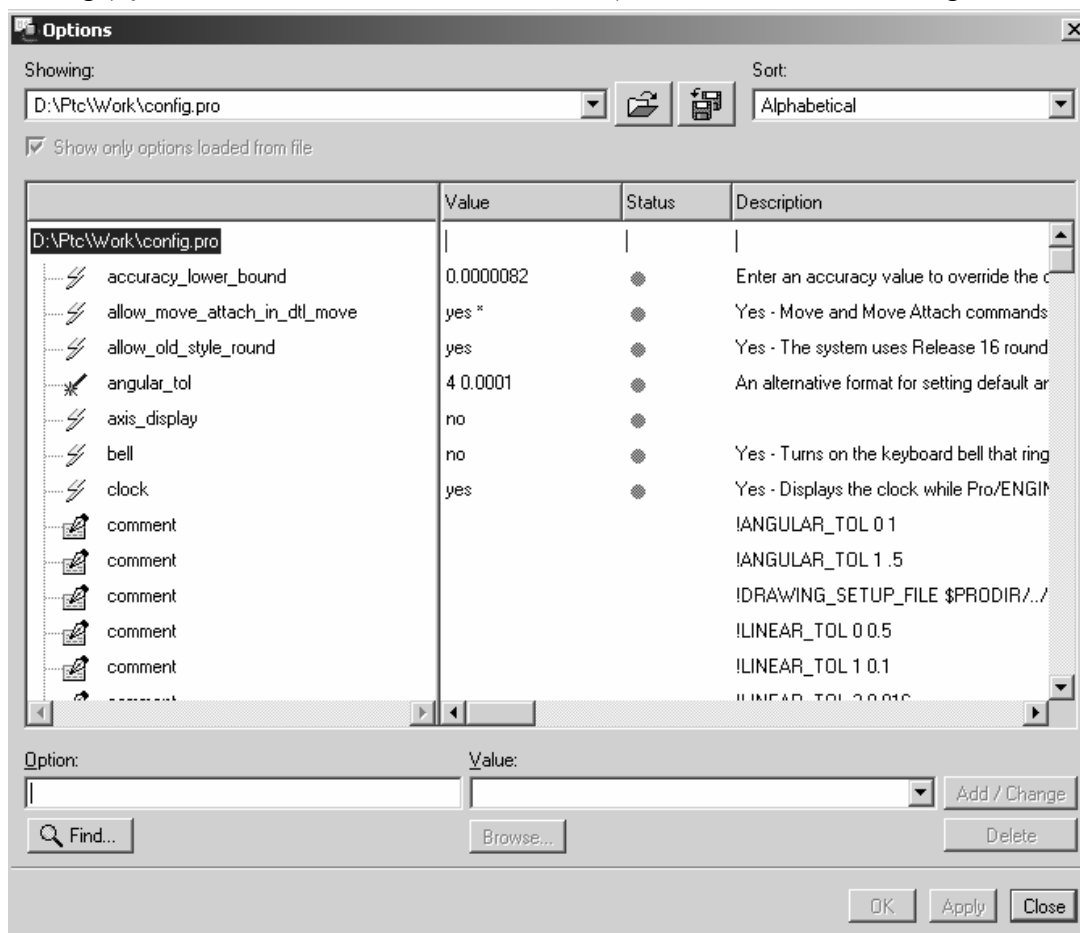 Options
Showing:
Sort:
D:\Ptc\Work\config.pro
Alphabetical
Show only options loaded from file
Value Status Description
D:\Ptc\Work\config.pro
accuracy_lower_bound 0.0000082 Enter an accuracy value to override the
allow_move_attach_in_dtl_move yes * Yes - Move and Move Attach commands
allow_old_style_round yes Yes - The system uses Release 16 round
angular_tol 4 0.0001 An alternative format for setting default
axis_display no
bell no Yes - Turns on the keyboard bell that ring
clock yes Yes - Displays the clock while
comment !ANGULAR_TOL 0 1
comment !ANGULAR_TOL 1 .5
comment !DRAWING_SETUP_FILE $PRODIR/../
comment !LINEAR_TOL 0 0.5
comment !LINEAR_TOL 1 0.1
Option:
Value:
Add / Change
Find...
Browse...
Delete
OK Apply Close